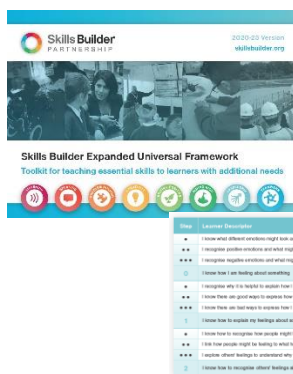 Skills Builder
PARTNERSHIP
2020-23 Version
skillsbuilder.org
Skills Builder Expanded Universal Framework
Toolkit for teaching essential skills to learners with additional needs
Step Learner Descriptor
I know what different emotions might look
I recognise positive emotions and what
I recognise negative emotions and what
0 I know how I am feeling about something
I recognise why it is helpful to explain how I
I know there are good ways to express how
I know there are bad ways to express how I
1 I know how to explain my feelings about
I know how to recognise how people might
I link how people might be feeling to what
I explore others' feelings to understand why
2 I know how to recognise others' feelings